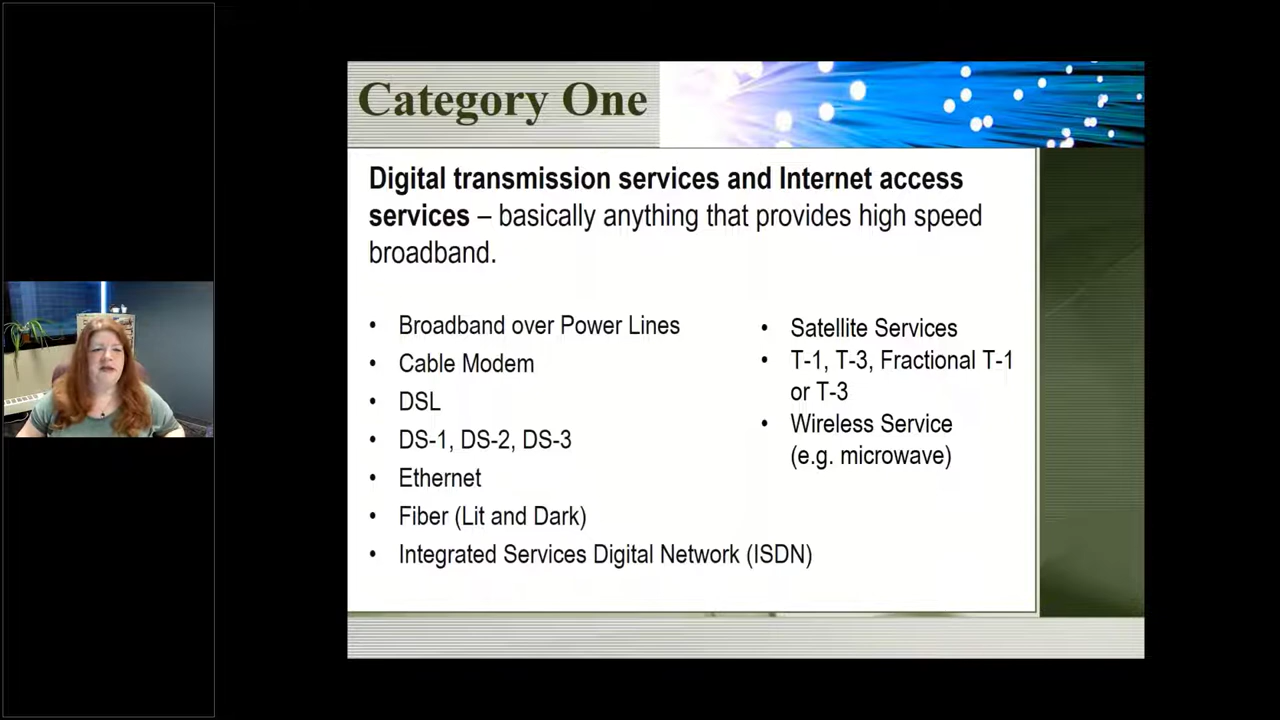 Category One
Digital transmission services and Internet access
services – basically anything that provides high speed
broadband.
• Broadband over Power Lines
• Cable Modem
• DSL
• DS-1, DS-2, DS-3
• Ethernet
• Fiber (Lit and Dark)
• Integrated Services Digital Network (ISDN)
• Satellite Services
• T-1, T-3, Fractional T-1
or T-3
• Wireless Service
(e.g. microwave)